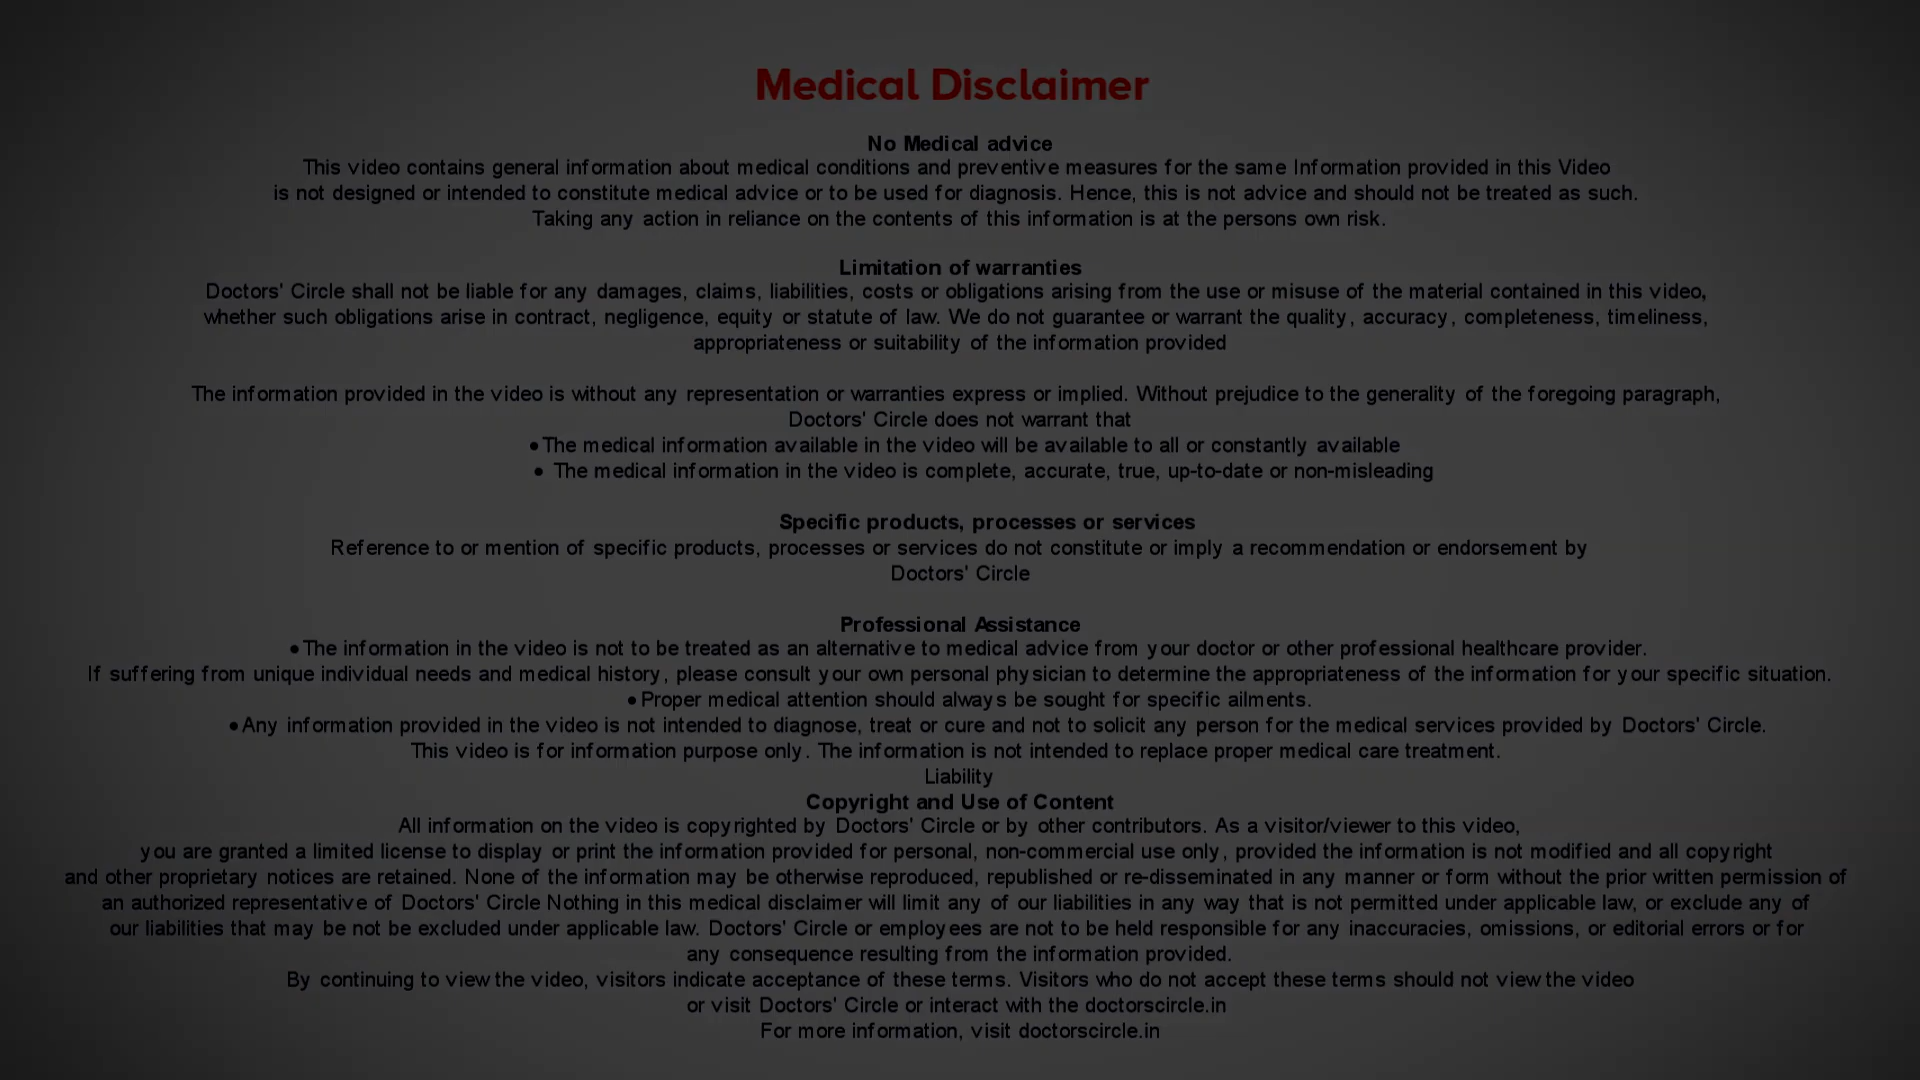 Medical Disclaimer
No Medical advice
This video contains general information about medical conditions and preventive measures for the same Information provided in this Video
is not designed or intended to constitute medical advice or to be used for diagnosis. Hence, this is not advice and should not be treated as such.
Taking any action in reliance on the contents of this information is at the persons own risk.
Limitation of warranties
Doctors' Circle shall not be liable for any damages, claims, liabilities, costs or obligations arising from the use or misuse of the material contained in this video,
whether such obligations arise in contract, negligence, equity or statute of law. We do not guarantee or warrant the quality, accuracy, completeness, timeliness,
appropriateness or suitability of the information provided
The information provided in the video is without any representation or warranties express or implied. Without prejudice to the generality of the foregoing paragraph,
Doctors' Circle does not warrant that
•The medical information available in the video will be available to all or constantly available
• The medical information in the video is complete, accurate, true, up-to-date or non-misleading
Specific products, processes or services
Reference to or mention of specific products, processes or services do not constitute or imply a recommendation or endorsement by
Doctors' Circle
Professional Assistance
•The information in the video is not to be treated as an alternative to medical advice from your doctor or other professional healthcare provider.
If suffering from unique individual needs and medical history, please consult your own personal physician to determine the appropriateness of the information for your specific situation.
•Proper medical attention should always be sought for specific ailments.
•Any information provided in the video is not intended to diagnose, treat or cure and not to solicit any person for the medical services provided by Doctors' Circle.
This video is for information purpose only. The information is not intended to replace proper medical care treatment.
Liability
Copyright and Use of Content
All information on the video is copyrighted by Doctors' Circle or by other contributors. As a visitor/viewer to this video,
you are granted a limited license to display or print the information provided for personal, non-commercial use only, provided the information is not modified and all copyright
and other proprietary notices are retained. None of the information may be otherwise reproduced, republished or re-disseminated in any manner or form without the prior written permission of
an authorized representative of Doctors' Circle Nothing in this medical disclaimer will limit any of our liabilities in any way that is not permitted under applicable law, or exclude any of
our liabilities that may be not be excluded under applicable law. Doctors' Circle or employees are not to be held responsible for any inaccuracies, omissions, or editorial errors or for
any consequence resulting from the information provided.
By continuing to view the video, visitors indicate acceptance of these terms. Visitors who do not accept these terms should not view the video
or visit Doctors' Circle or interact with the doctorscircle.in
For more information, visit doctorscircle.in